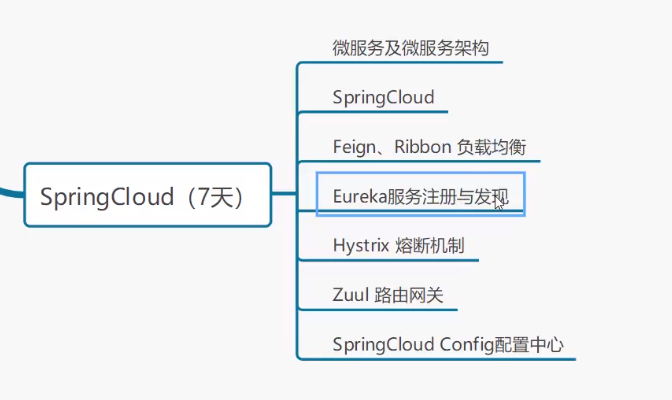 微服务及微服务架构
SpringCloud
Feign、Ribbon 负载均衡
SpringCloud（7天）
Eureka服务注册与发现
Hystrix 熔断机制
Zuul 路由网关
SpringCloud Config配置中心